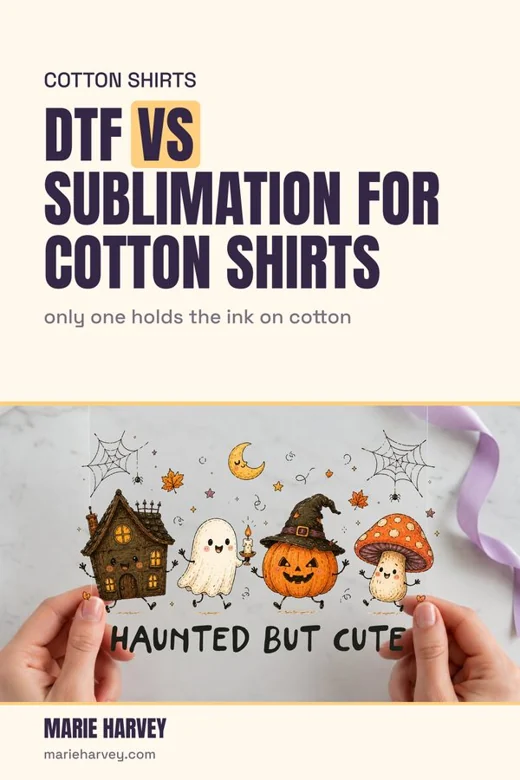 COTTON SHIRTS
DTF VS
SUBLIMATION FOR
COTTON SHIRTS
only one holds the ink on cotton
HAUNTED BUT CUTE
MARIE HARVEY
marieharvey.com